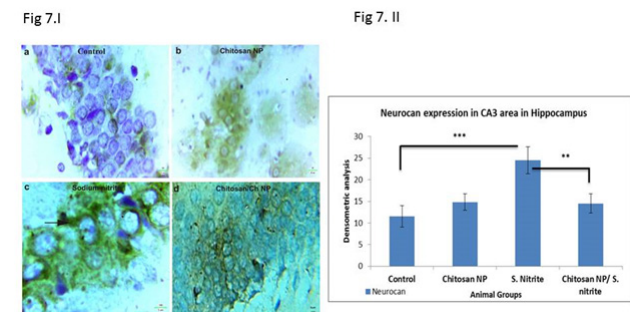 Fig 7.I
Fig 7. II
a Control
b Chitosan NP
c Sodium nitrite
d Chitosan/Ch NP
Neurocan expression in CA3 area in Hippocampus
Densometric analysis
30
25
20
15
10
5
0
***
**
Control
Chitosan NP
S. Nitrite
Chitosan NP/ S.
nitrite
Neurocan
Animal Groups